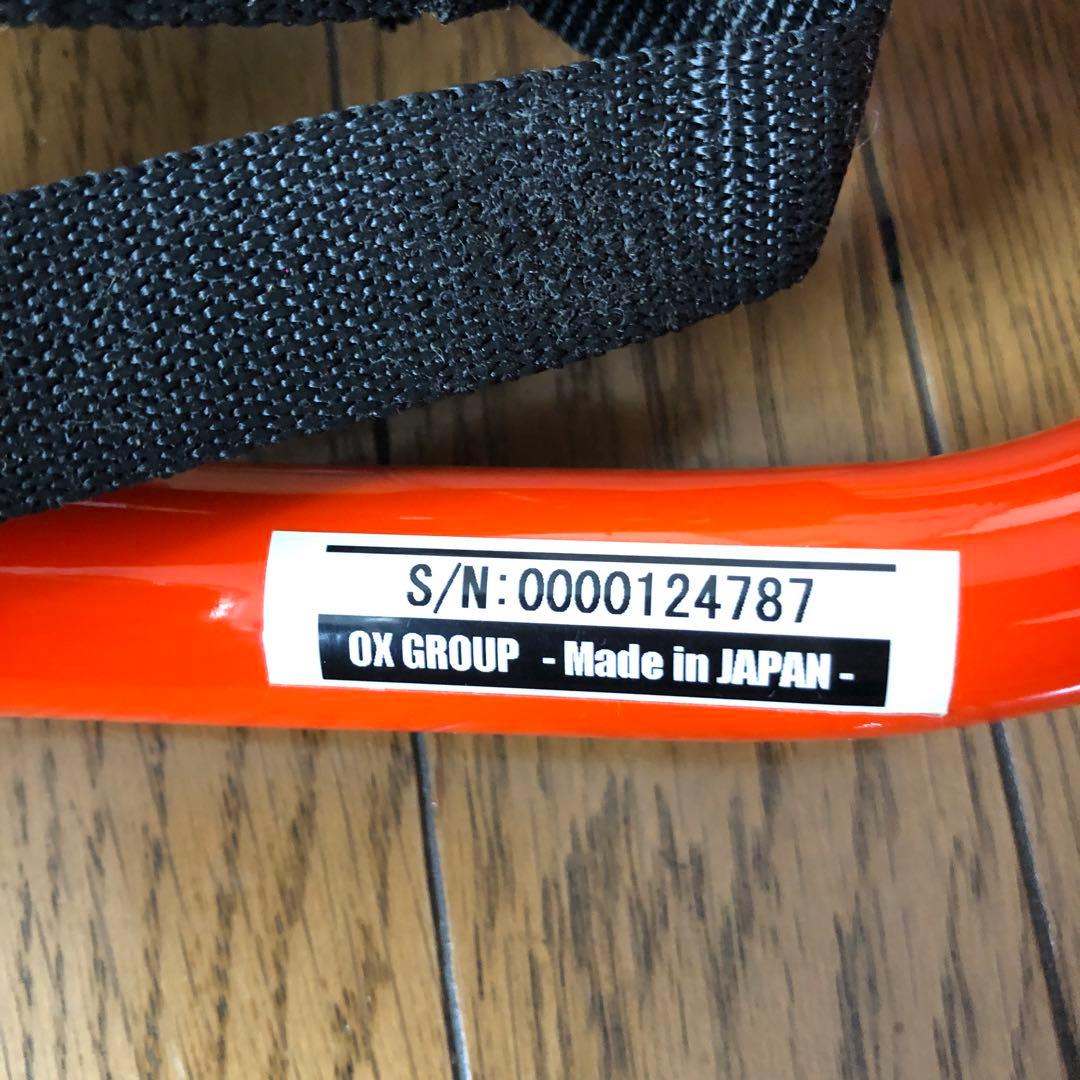 S/N:0000124787
OX GROUP - Made in JAPAN -